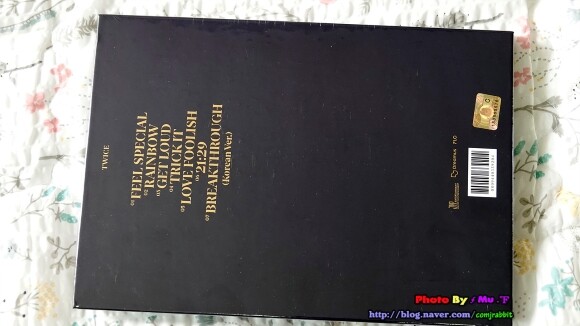 TWICE
01 FEEL SPECIAL
02 RAINBOW
03 GET LOUD
04 TRICK IT
05 LOVE FOOLISH
06 21:29
07 BREAKTHROUGH
(Korean Ver.)
Dreamus
Photo By / Mu .F
http://blog.naver.com/comjrabbit